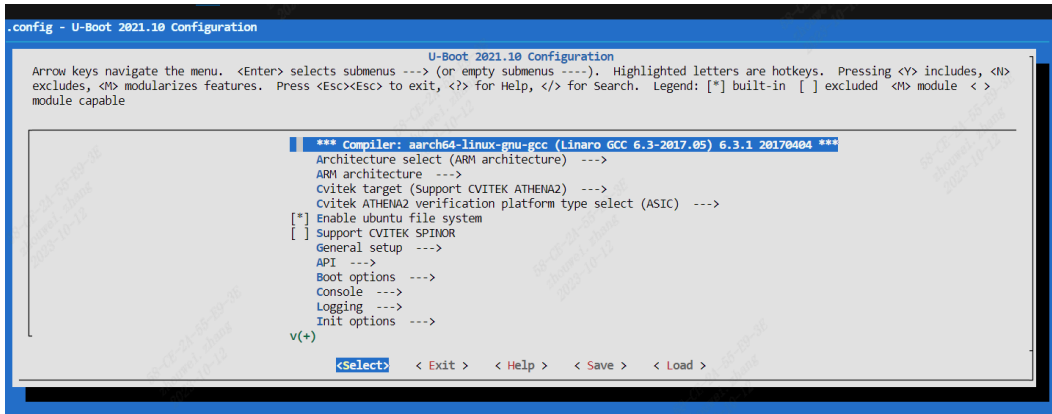 .config - U-Boot 2021.10 Configuration
U-Boot 2021.10 Configuration
Arrow keys navigate the menu.  <Enter> selects submenus ---> (or empty submenus ----).  Highlighted letters are hotkeys.  Pressing <Y> includes, <N>
excludes, <M> modularizes features.  Press <Esc><Esc> to exit, <?> for Help, </> for Search.  Legend: [*] built-in  [ ] excluded  <M> module  < >
module capable
*** Compiler: aarch64-linux-gnu-gcc (Linaro GCC 6.3-2017.05) 6.3.1 20170404 ***
Architecture select (ARM architecture)  --->
ARM architecture  --->
Cvitek target (Support CVITEK ATHENA2)  --->
Cvitek ATHENA2 verification platform type select (ASIC)  --->
[*] Enable ubuntu file system
[ ] Support CVITEK SPINOR
General setup  --->
API  --->
Boot options  --->
Console  --->
Logging  --->
Init options  --->
v(+)
<Select>    < Exit >    < Help >    < Save >    < Load >